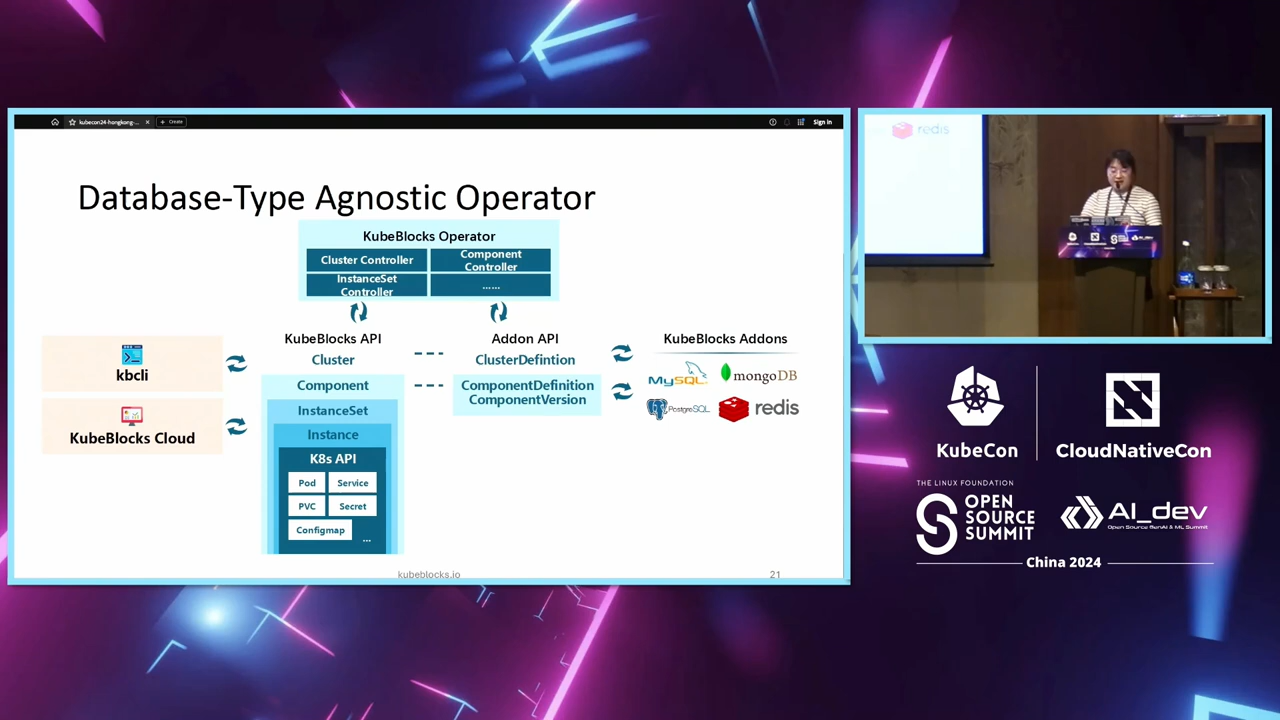 kubecon24-hongkong-...
Create
Sign in
Database-Type Agnostic Operator
KubeBlocks Operator
Cluster Controller
Component
Controller
InstanceSet
Controller
......
KubeBlocks API
Addon API
KubeBlocks Addons
Cluster
ClusterDefintion
kbcli
Component
ComponentDefinition
ComponentVersion
MySQL
mongoDB
PostgreSQL
redis
InstanceSet
KubeBlocks Cloud
Instance
K8s API
Pod
Service
PVC
Secret
Configmap
...
kubeblocks.io
21
redis
KubeCon
CloudNativeCon
THE LINUX FOUNDATION
OPEN
SOURCE
SUMMIT
AI_dev
Open Source GenAI & ML Summit
China 2024